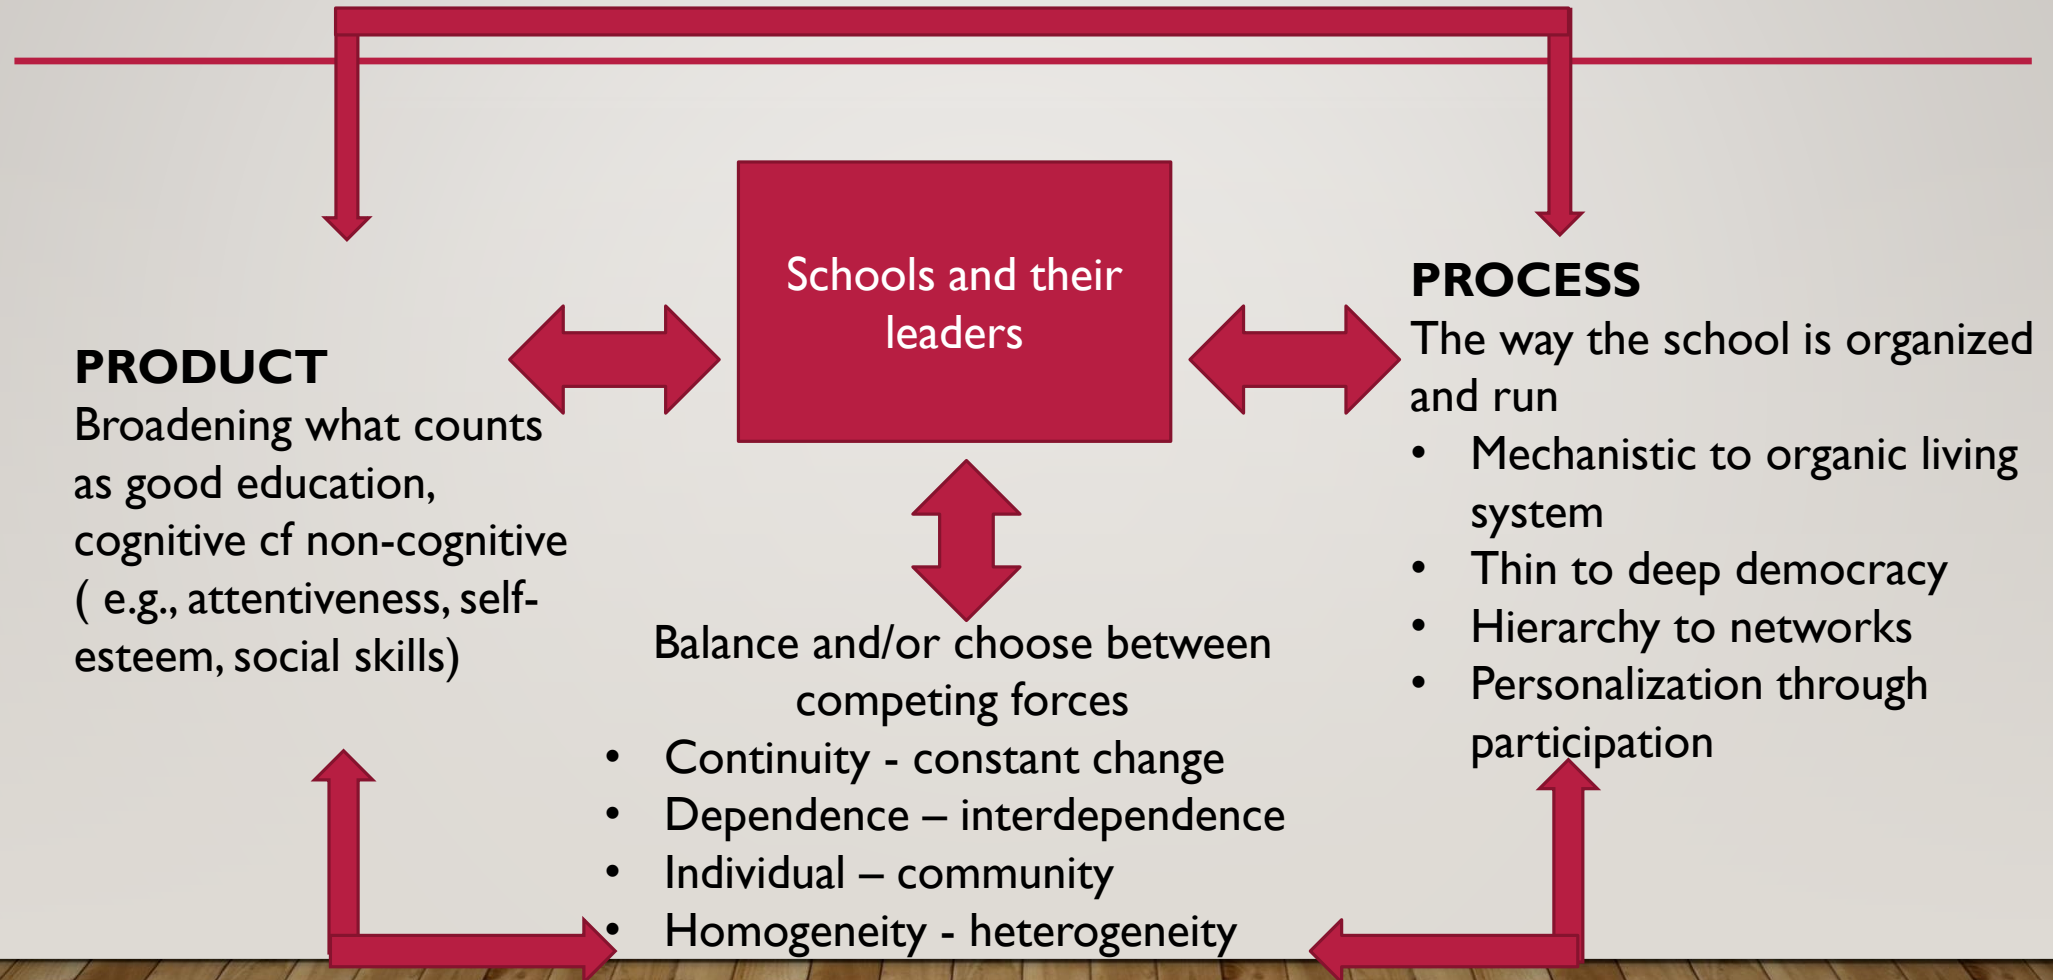 Schools and their
leaders
PRODUCT
Broadening what counts
as good education,
cognitive cf non-cognitive
( e.g., attentiveness, self-
esteem, social skills)
Balance and/or choose between
competing forces
• Continuity - constant change
• Dependence – interdependence
• Individual – community
• Homogeneity - heterogeneity
PROCESS
The way the school is organized
and run
• Mechanistic to organic living
system
• Thin to deep democracy
• Hierarchy to networks
• Personalization through
participation